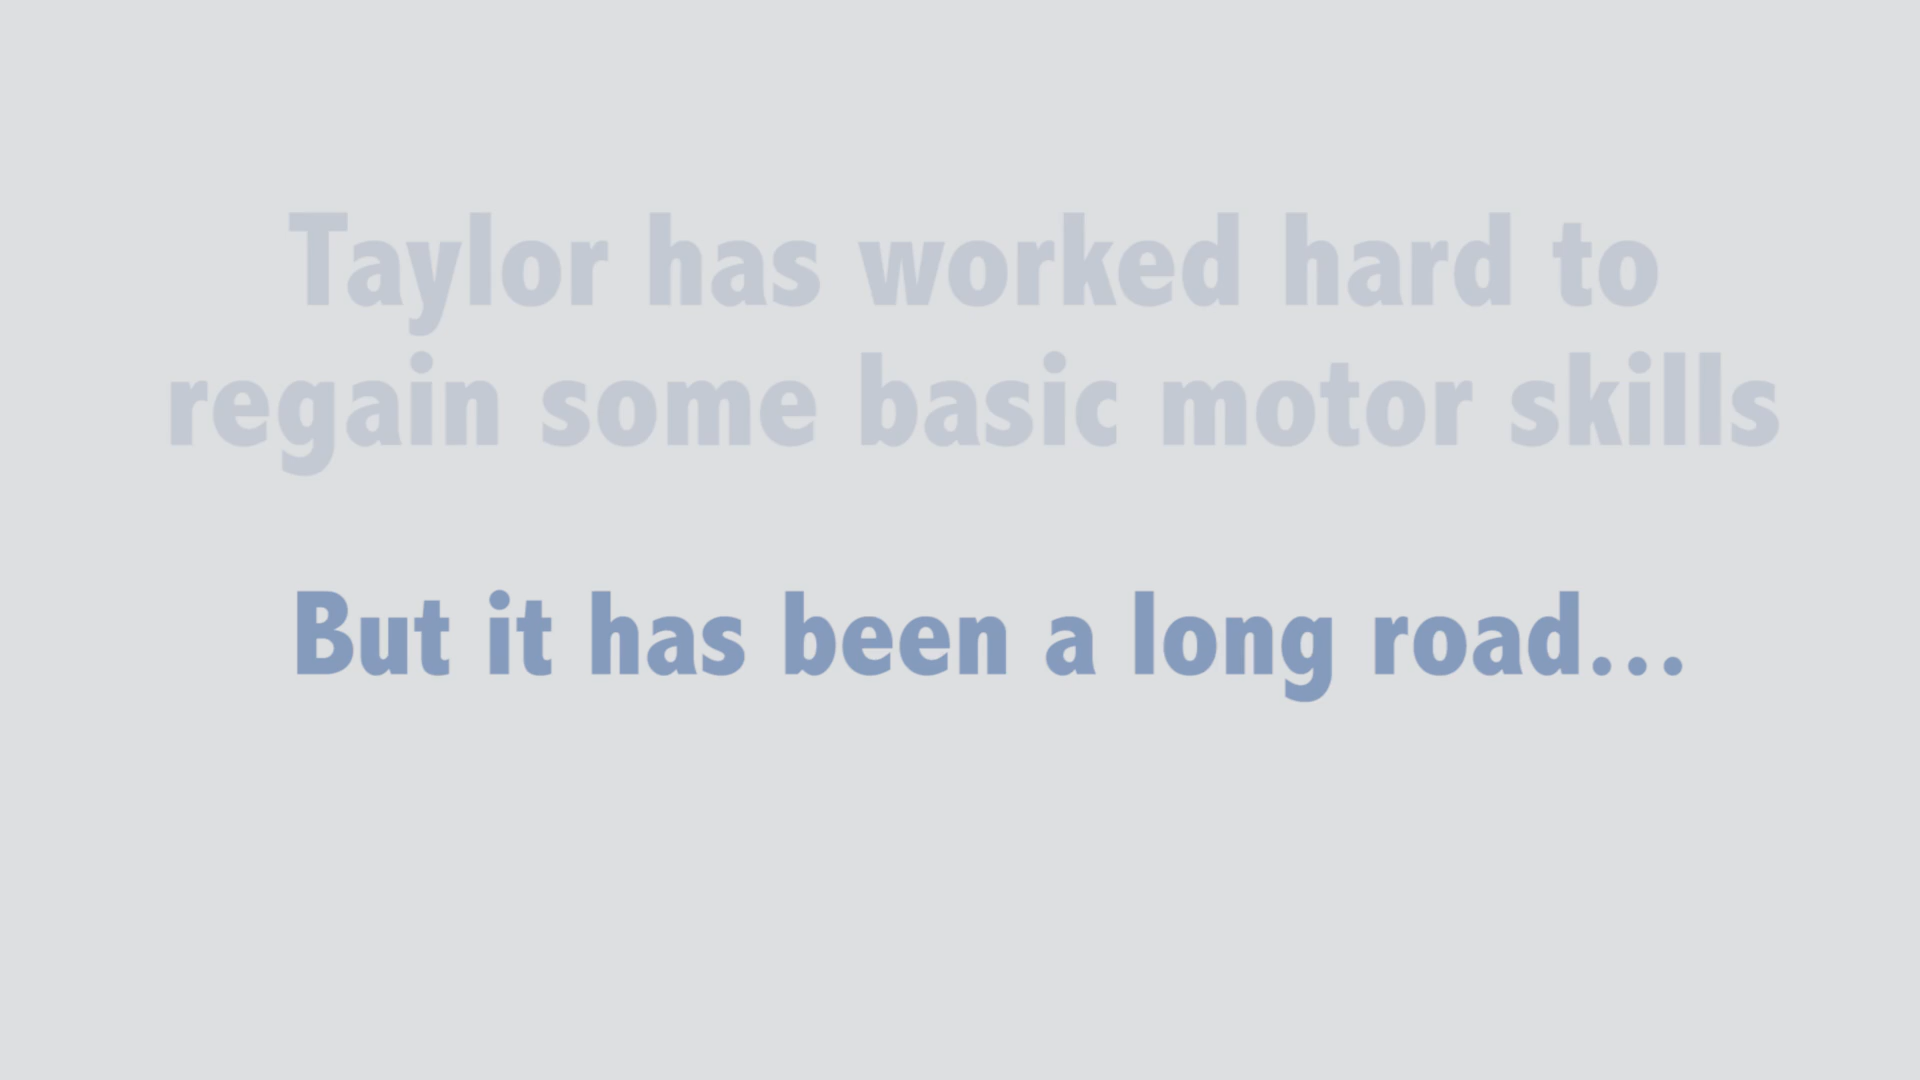 Taylor has worked hard to
regain some basic motor skills
But it has been a long road...